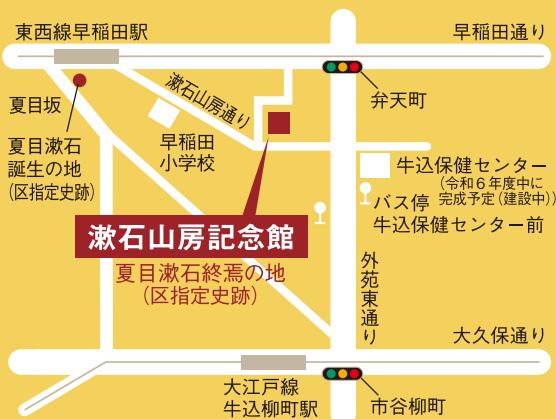 東西線早稲田駅
早稲田通り
漱石山房通り
弁天町
夏目坂
早稲田
小学校
夏目漱石
誕生の地
（区指定史跡）
牛込保健センター
（令和６年度中に
完成予定（建設中））
バス停
牛込保健センター前
漱石山房記念館
夏目漱石終焉の地
（区指定史跡）
外苑東通り
大久保通り
大江戸線
牛込柳町駅
市谷柳町